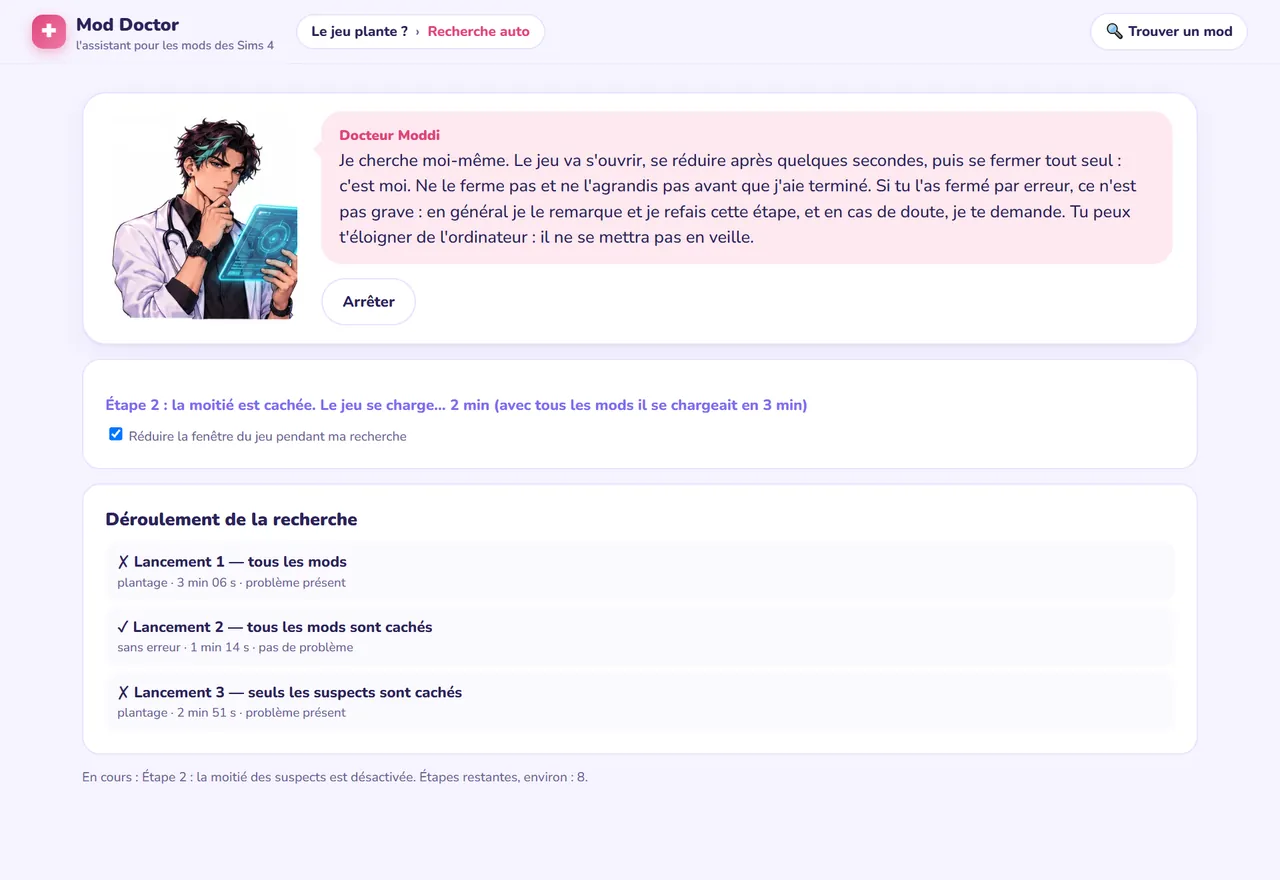 Mod Doctor
l'assistant pour les mods des Sims 4
Le jeu plante ? › Recherche auto
🔍 Trouver un mod
Docteur Moddi
Je cherche moi-même. Le jeu va s'ouvrir, se réduire après quelques secondes, puis se fermer tout seul :
c'est moi. Ne le ferme pas et ne l'agrandis pas avant que j'aie terminé. Si tu l'as fermé par erreur, ce n'est
pas grave : en général je le remarque et je refais cette étape, et en cas de doute, je te demande. Tu peux
t'éloigner de l'ordinateur : il ne se mettra pas en veille.
Arrêter
Étape 2 : la moitié est cachée. Le jeu se charge... 2 min (avec tous les mods il se chargeait en 3 min)
Réduire la fenêtre du jeu pendant ma recherche
Déroulement de la recherche
✗ Lancement 1 — tous les mods
plantage · 3 min 06 s · problème présent
✓ Lancement 2 — tous les mods sont cachés
sans erreur · 1 min 14 s · pas de problème
✗ Lancement 3 — seuls les suspects sont cachés
plantage · 2 min 51 s · problème présent
En cours : Étape 2 : la moitié des suspects est désactivée. Étapes restantes, environ : 8.